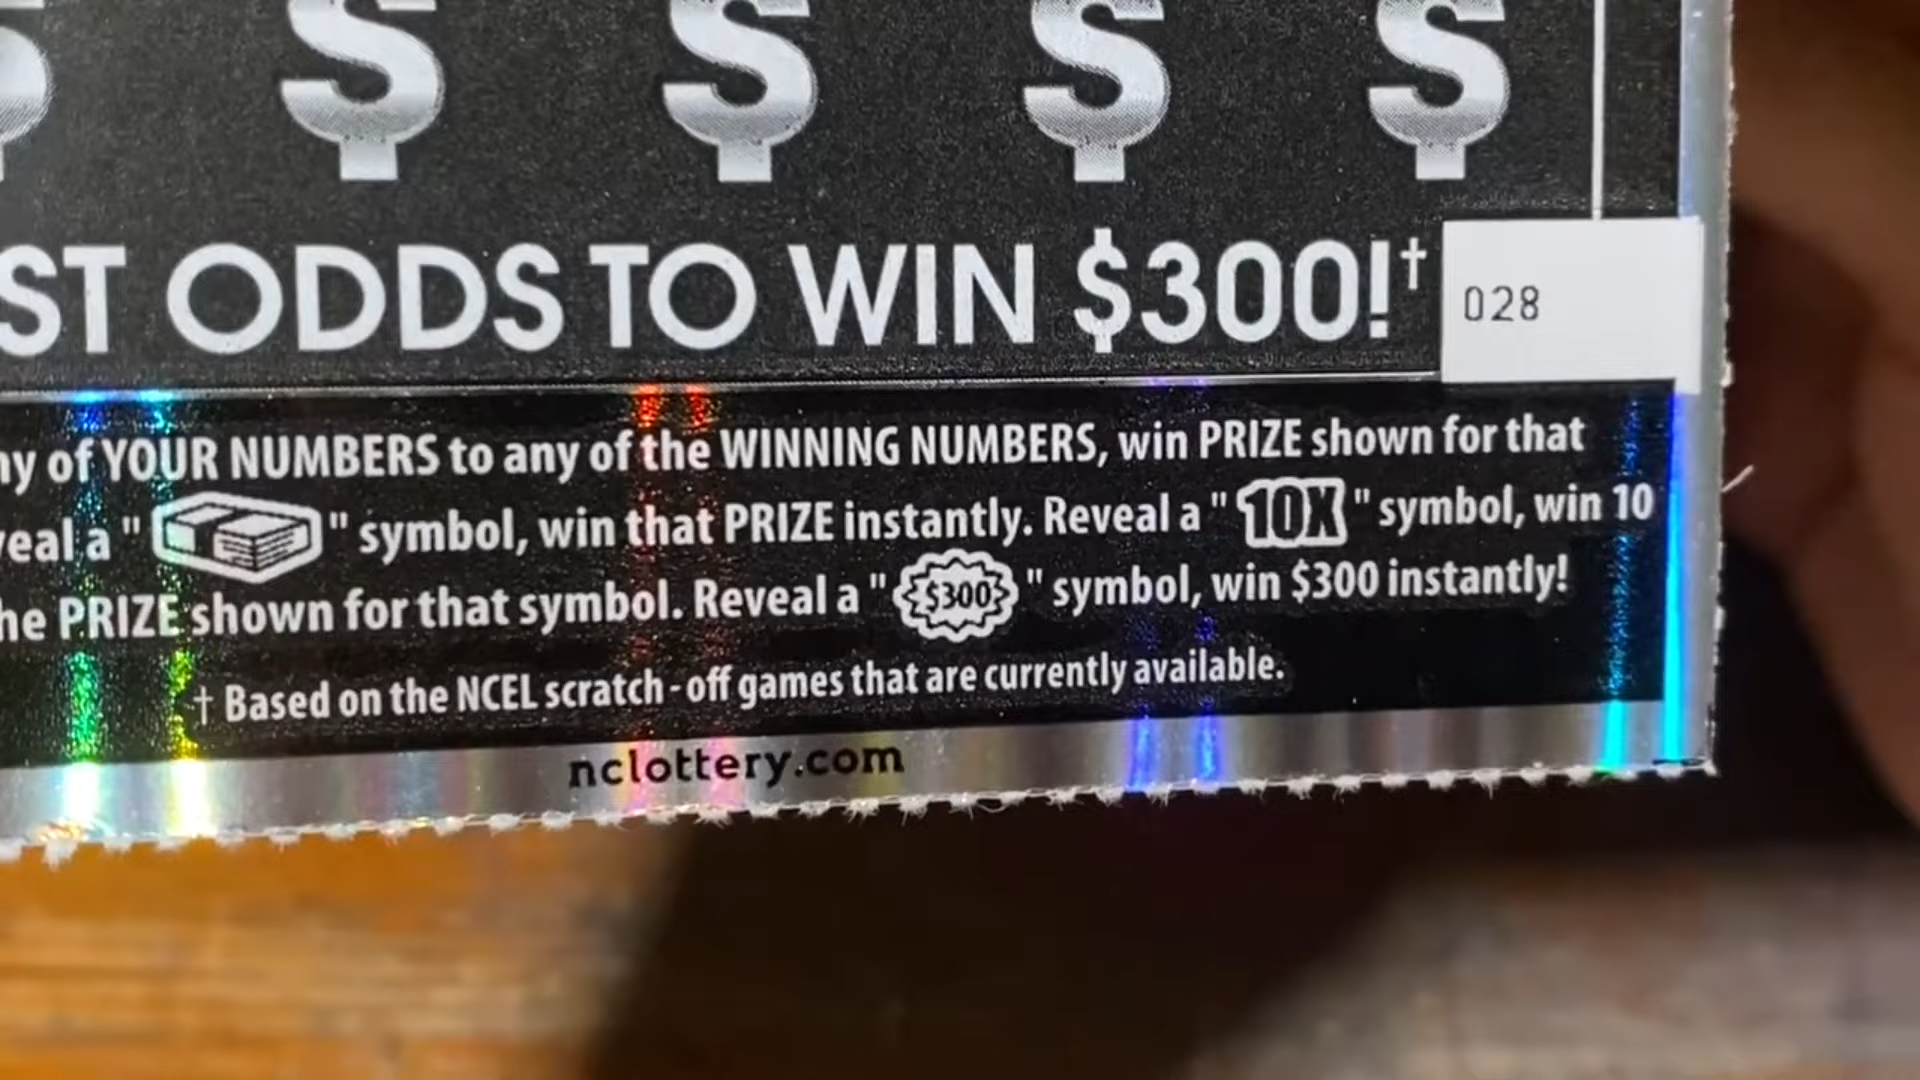 $ $ $ $
ST ODDS TO WIN $300!†
028
ny of YOUR NUMBERS to any of the WINNING NUMBERS, win PRIZE shown for that
veal a " " symbol, win that PRIZE instantly. Reveal a "10X" symbol, win 10
he PRIZE shown for that symbol. Reveal a "$300" symbol, win $300 instantly!
† Based on the NCEL scratch-off games that are currently available.
nclottery.com